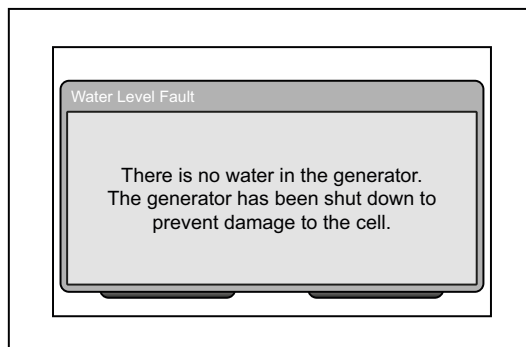 Water Level Fault
There is no water in the generator.
The generator has been shut down to
prevent damage to the cell.